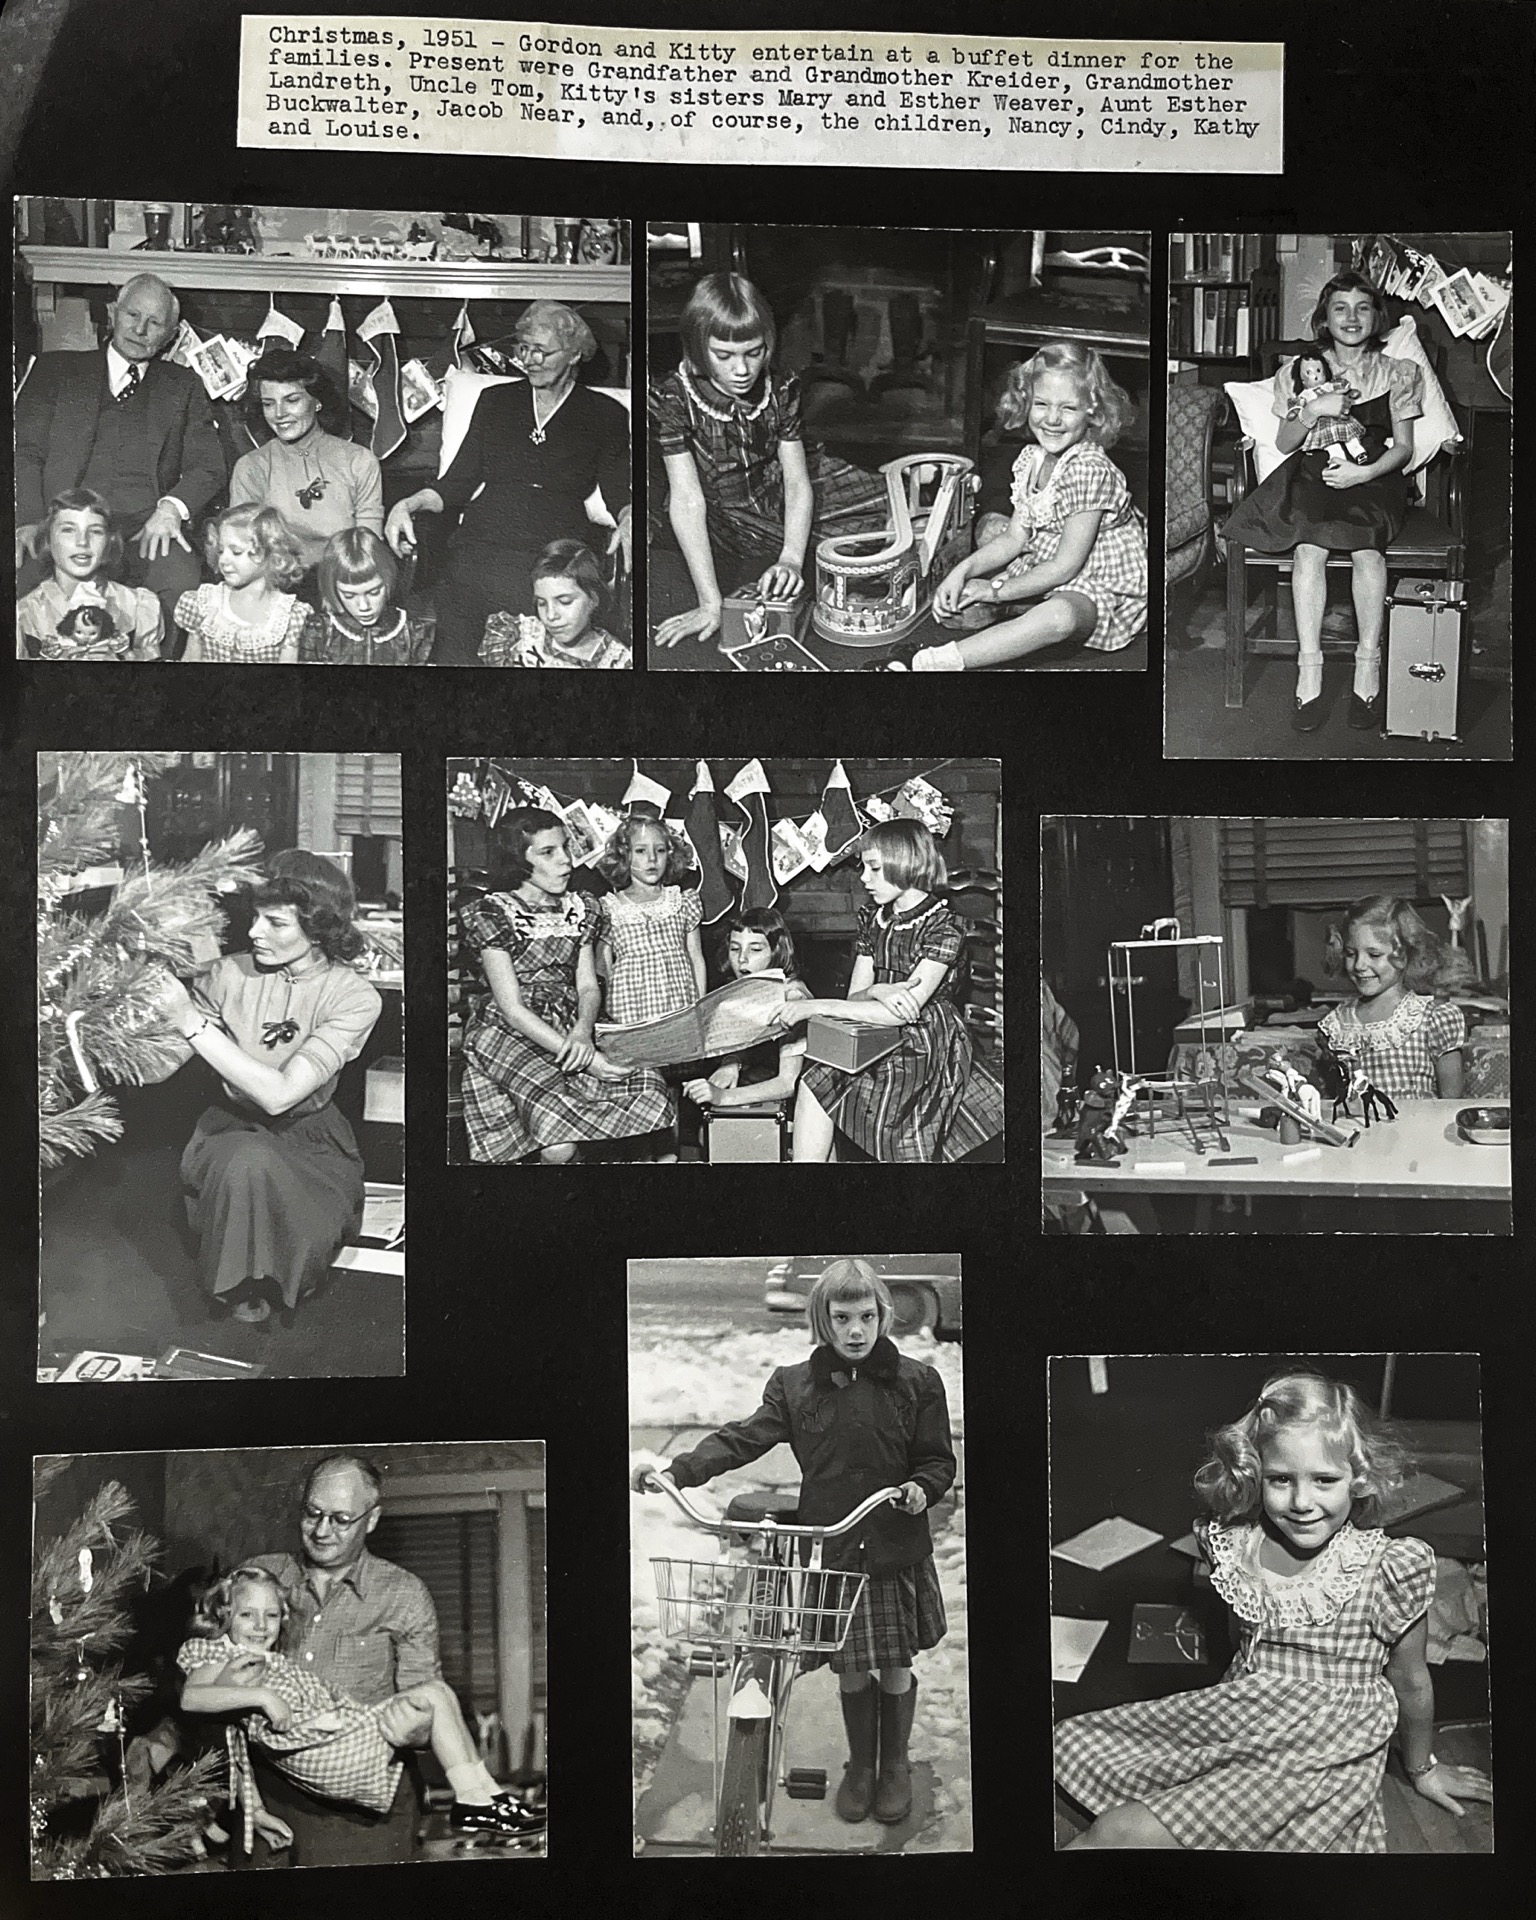 Christmas, 1951 - Gordon and Kitty entertain at a buffet dinner for the
families. Present were Grandfather and Grandmother Kreider, Grandmother
Landreth, Uncle Tom, Kitty's sisters Mary and Esther Weaver, Aunt Esther
Buckwalter, Jacob Near, and, of course, the children, Nancy, Cindy, Kathy
and Louise.